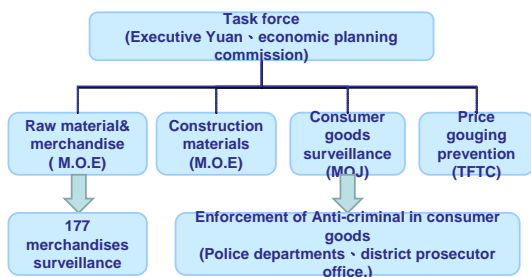 Task force
(Executive Yuan、economic planning
commission)
Raw material&
merchandise
( M.O.E)
Construction
materials
(M.O.E)
Consumer
goods
surveillance
(MOJ)
Price
gouging
prevention
(TFTC)
177
merchandises
surveillance
Enforcement of Anti-criminal in consumer
goods
(Police departments、district prosecutor
office.)